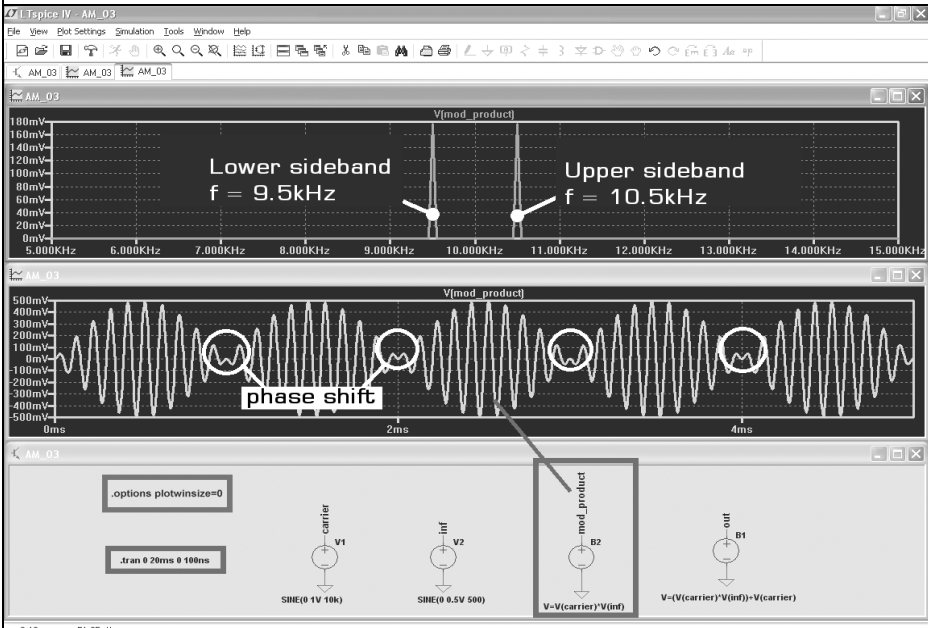 LTspice IV - AM_03
File View Plot Settings Simulation Tools Window Help
AM_03 AM_03 AM_03
AM_03
V[mod_product]
180mV
160mV
140mV
120mV
100mV
80mV
60mV
40mV
20mV
0mV
Lower sideband
f = 9.5kHz
Upper sideband
f = 10.5kHz
5.000KHz 6.000KHz 7.000KHz 8.000KHz 9.000KHz 10.000KHz 11.000KHz 12.000KHz 13.000KHz 14.000KHz 15.000KHz
AM_03
V[mod_product]
500mV
400mV
300mV
200mV
100mV
0mV
-100mV
-200mV
-300mV
-400mV
-500mV
phase shift
0ms 2ms 4ms
AM_03
.options plotwinsize=0
.tran 0 20ms 0 100ns
carrier
V1
SINE(0 1V 10k)
inf
V2
SINE(0 0.5V 500)
mod_product
B2
V=V(carrier)*V(inf)
out
B1
V=(V(carrier)*V(inf))+V(carrier)